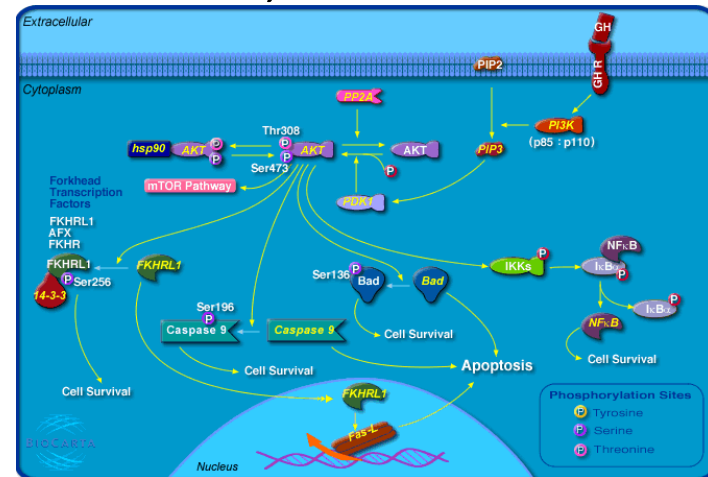 Extracellular
GH
GH R
PIP2
Cytoplasm
PP2A
PI3K
(p85 : p110)
PIP3
Thr308
hsp90
AKT
P
P
P
P
AKT
AKT
Ser473
P
mTOR Pathway
PDK1
Forkhead
Transcription
Factors
FKHRL1
AFX
FKHR
FKHRL1
P
Ser256
14-3-3
FKHRL1
Ser136
P
Bad
Bad
IKKs
P
NFκB
IκBα
P
IκBα
P
NFκB
Ser196
P
Caspase 9
Caspase 9
Cell Survival
Cell Survival
Cell Survival
Cell Survival
Apoptosis
FKHRL1
Fas-L
Nucleus
BIOCARTA
Phosphorylation Sites
P Tyrosine
P Serine
P Threonine